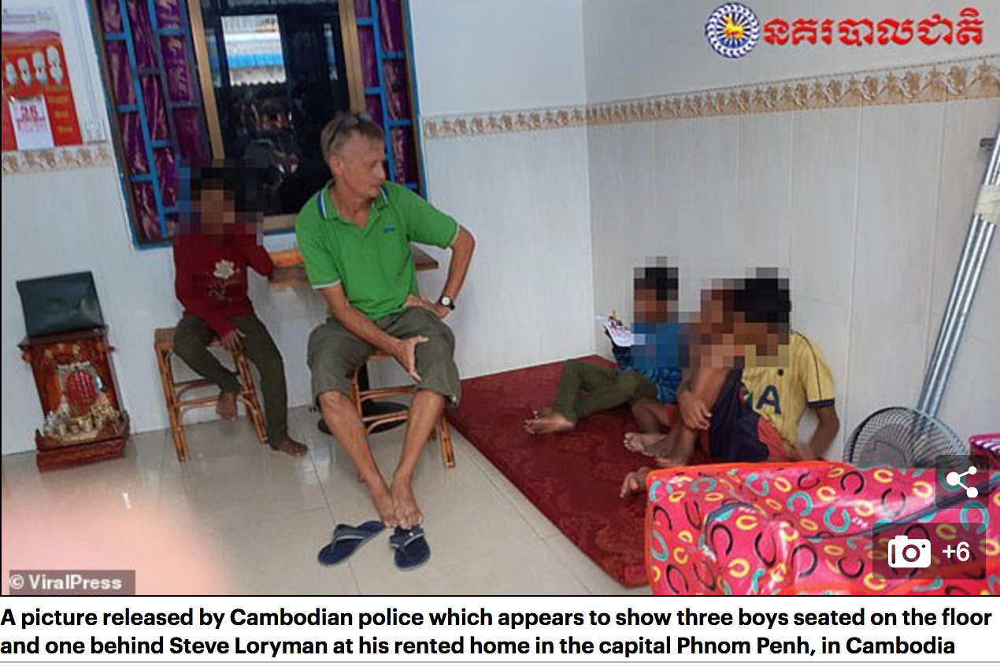 នគរបាលជាតិ
25
A
+6
© ViralPress
A picture released by Cambodian police which appears to show three boys seated on the floor
and one behind Steve Loryman at his rented home in the capital Phnom Penh, in Cambodia